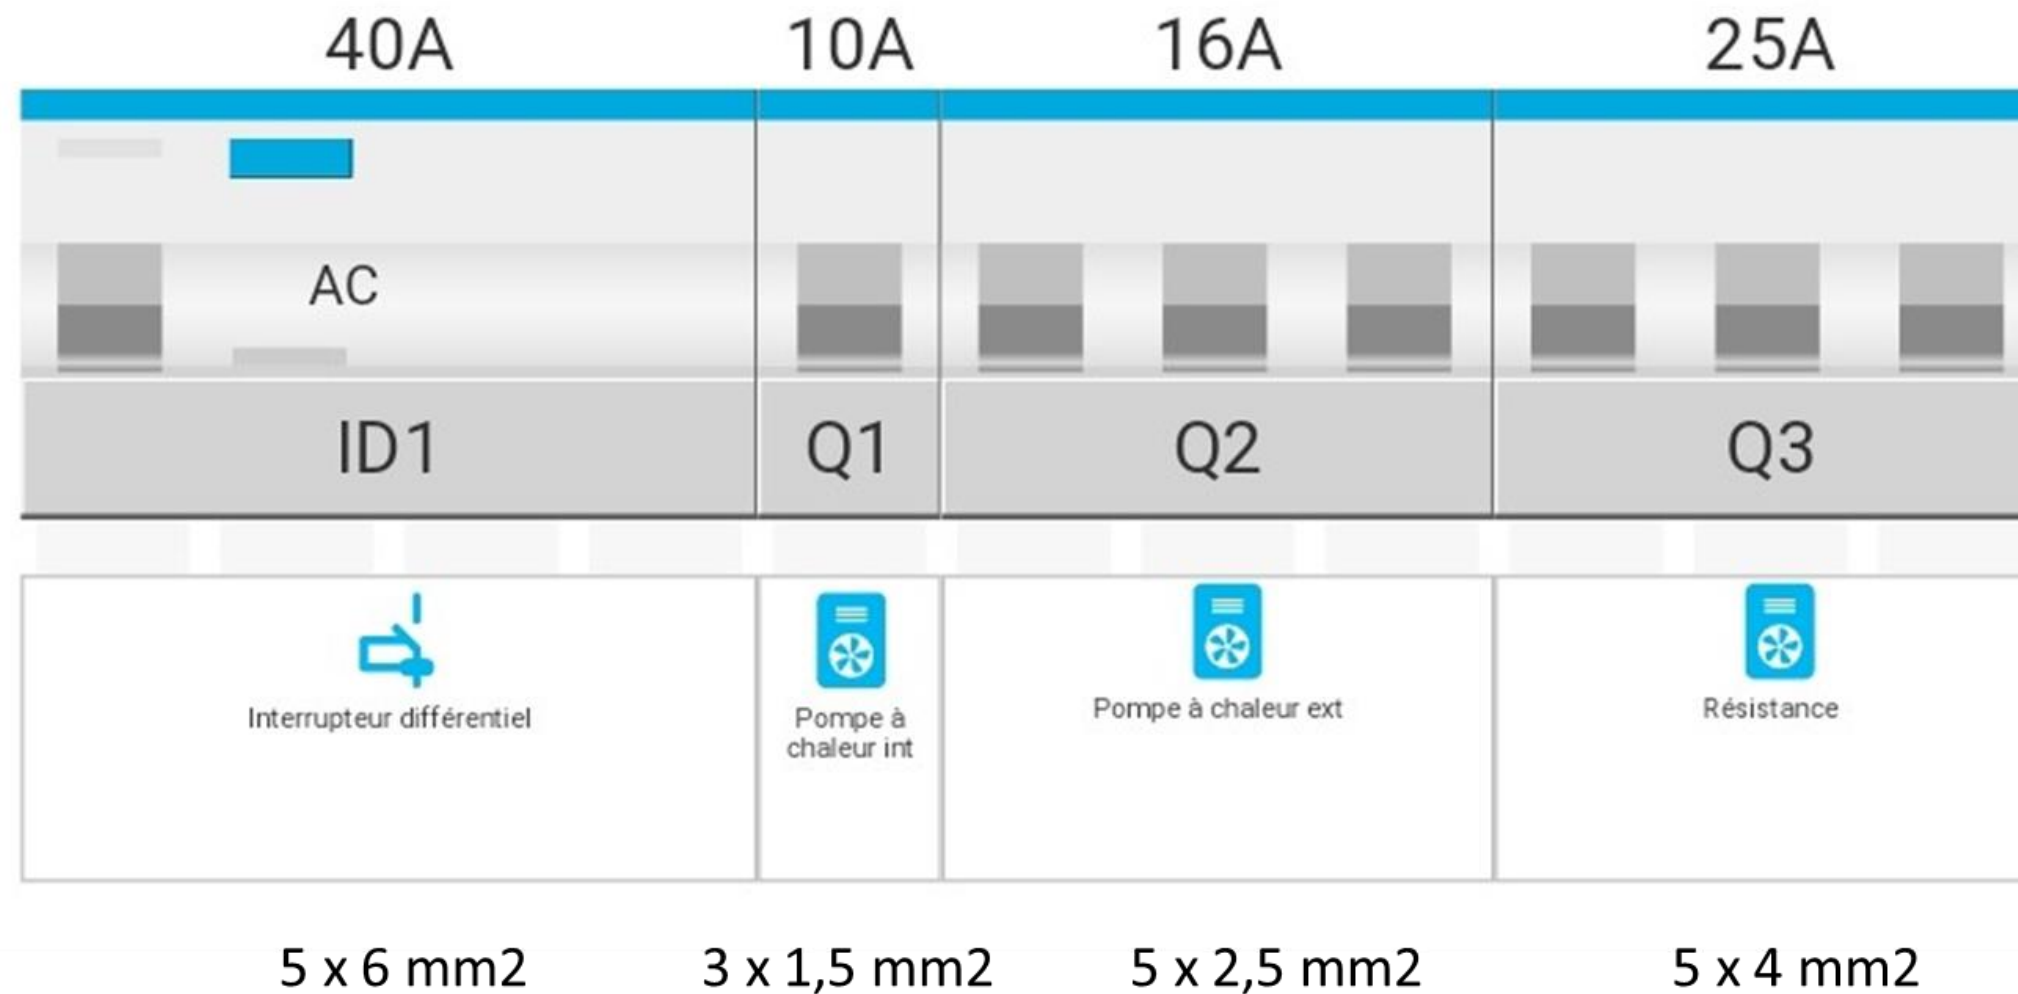 40A 10A 16A 25A
AC
ID1 Q1 Q2 Q3
Interrupteur différentiel
Pompe à
chaleur int
Pompe à chaleur ext
Résistance
5 x 6 mm2 3 x 1,5 mm2 5 x 2,5 mm2 5 x 4 mm2